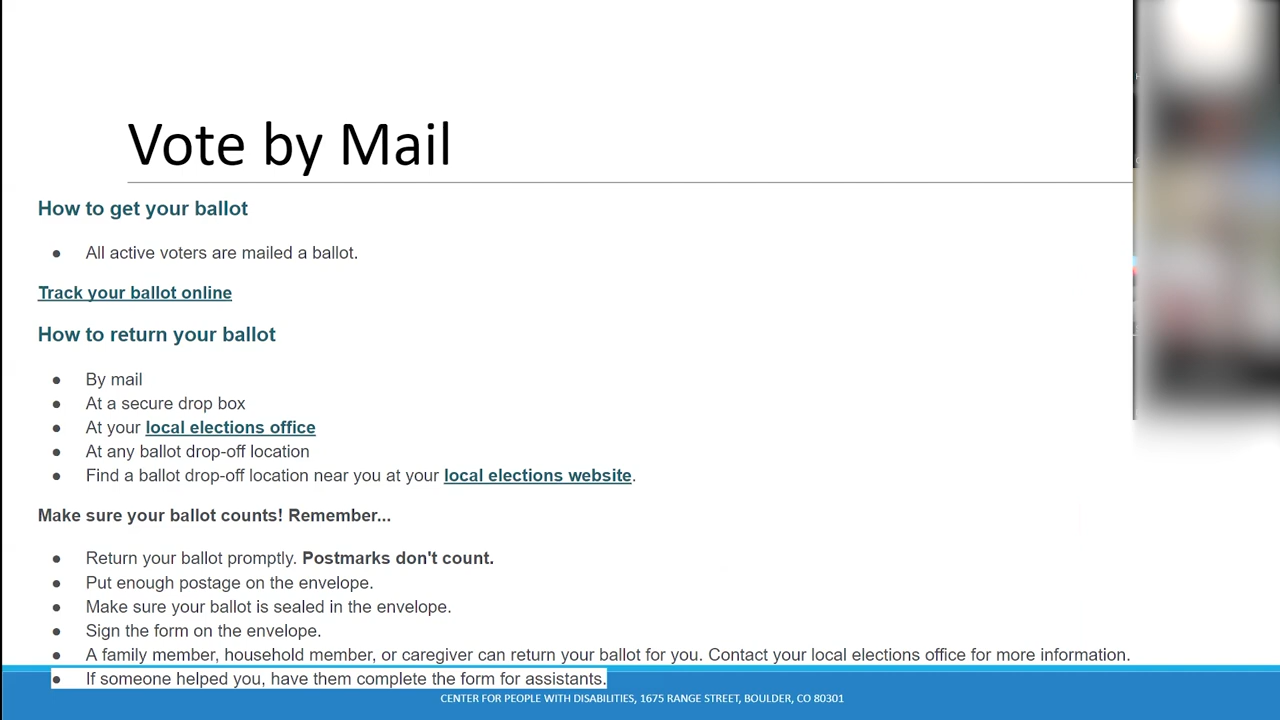 Vote by Mail
How to get your ballot
● All active voters are mailed a ballot.
Track your ballot online
How to return your ballot
● By mail
● At a secure drop box
● At your local elections office
● At any ballot drop-off location
● Find a ballot drop-off location near you at your local elections website.
Make sure your ballot counts! Remember...
● Return your ballot promptly. Postmarks don't count.
● Put enough postage on the envelope.
● Make sure your ballot is sealed in the envelope.
● Sign the form on the envelope.
● A family member, household member, or caregiver can return your ballot for you. Contact your local elections office for more information.
● If someone helped you, have them complete the form for assistants.
CENTER FOR PEOPLE WITH DISABILITIES, 1675 RANGE STREET, BOULDER, CO 80301